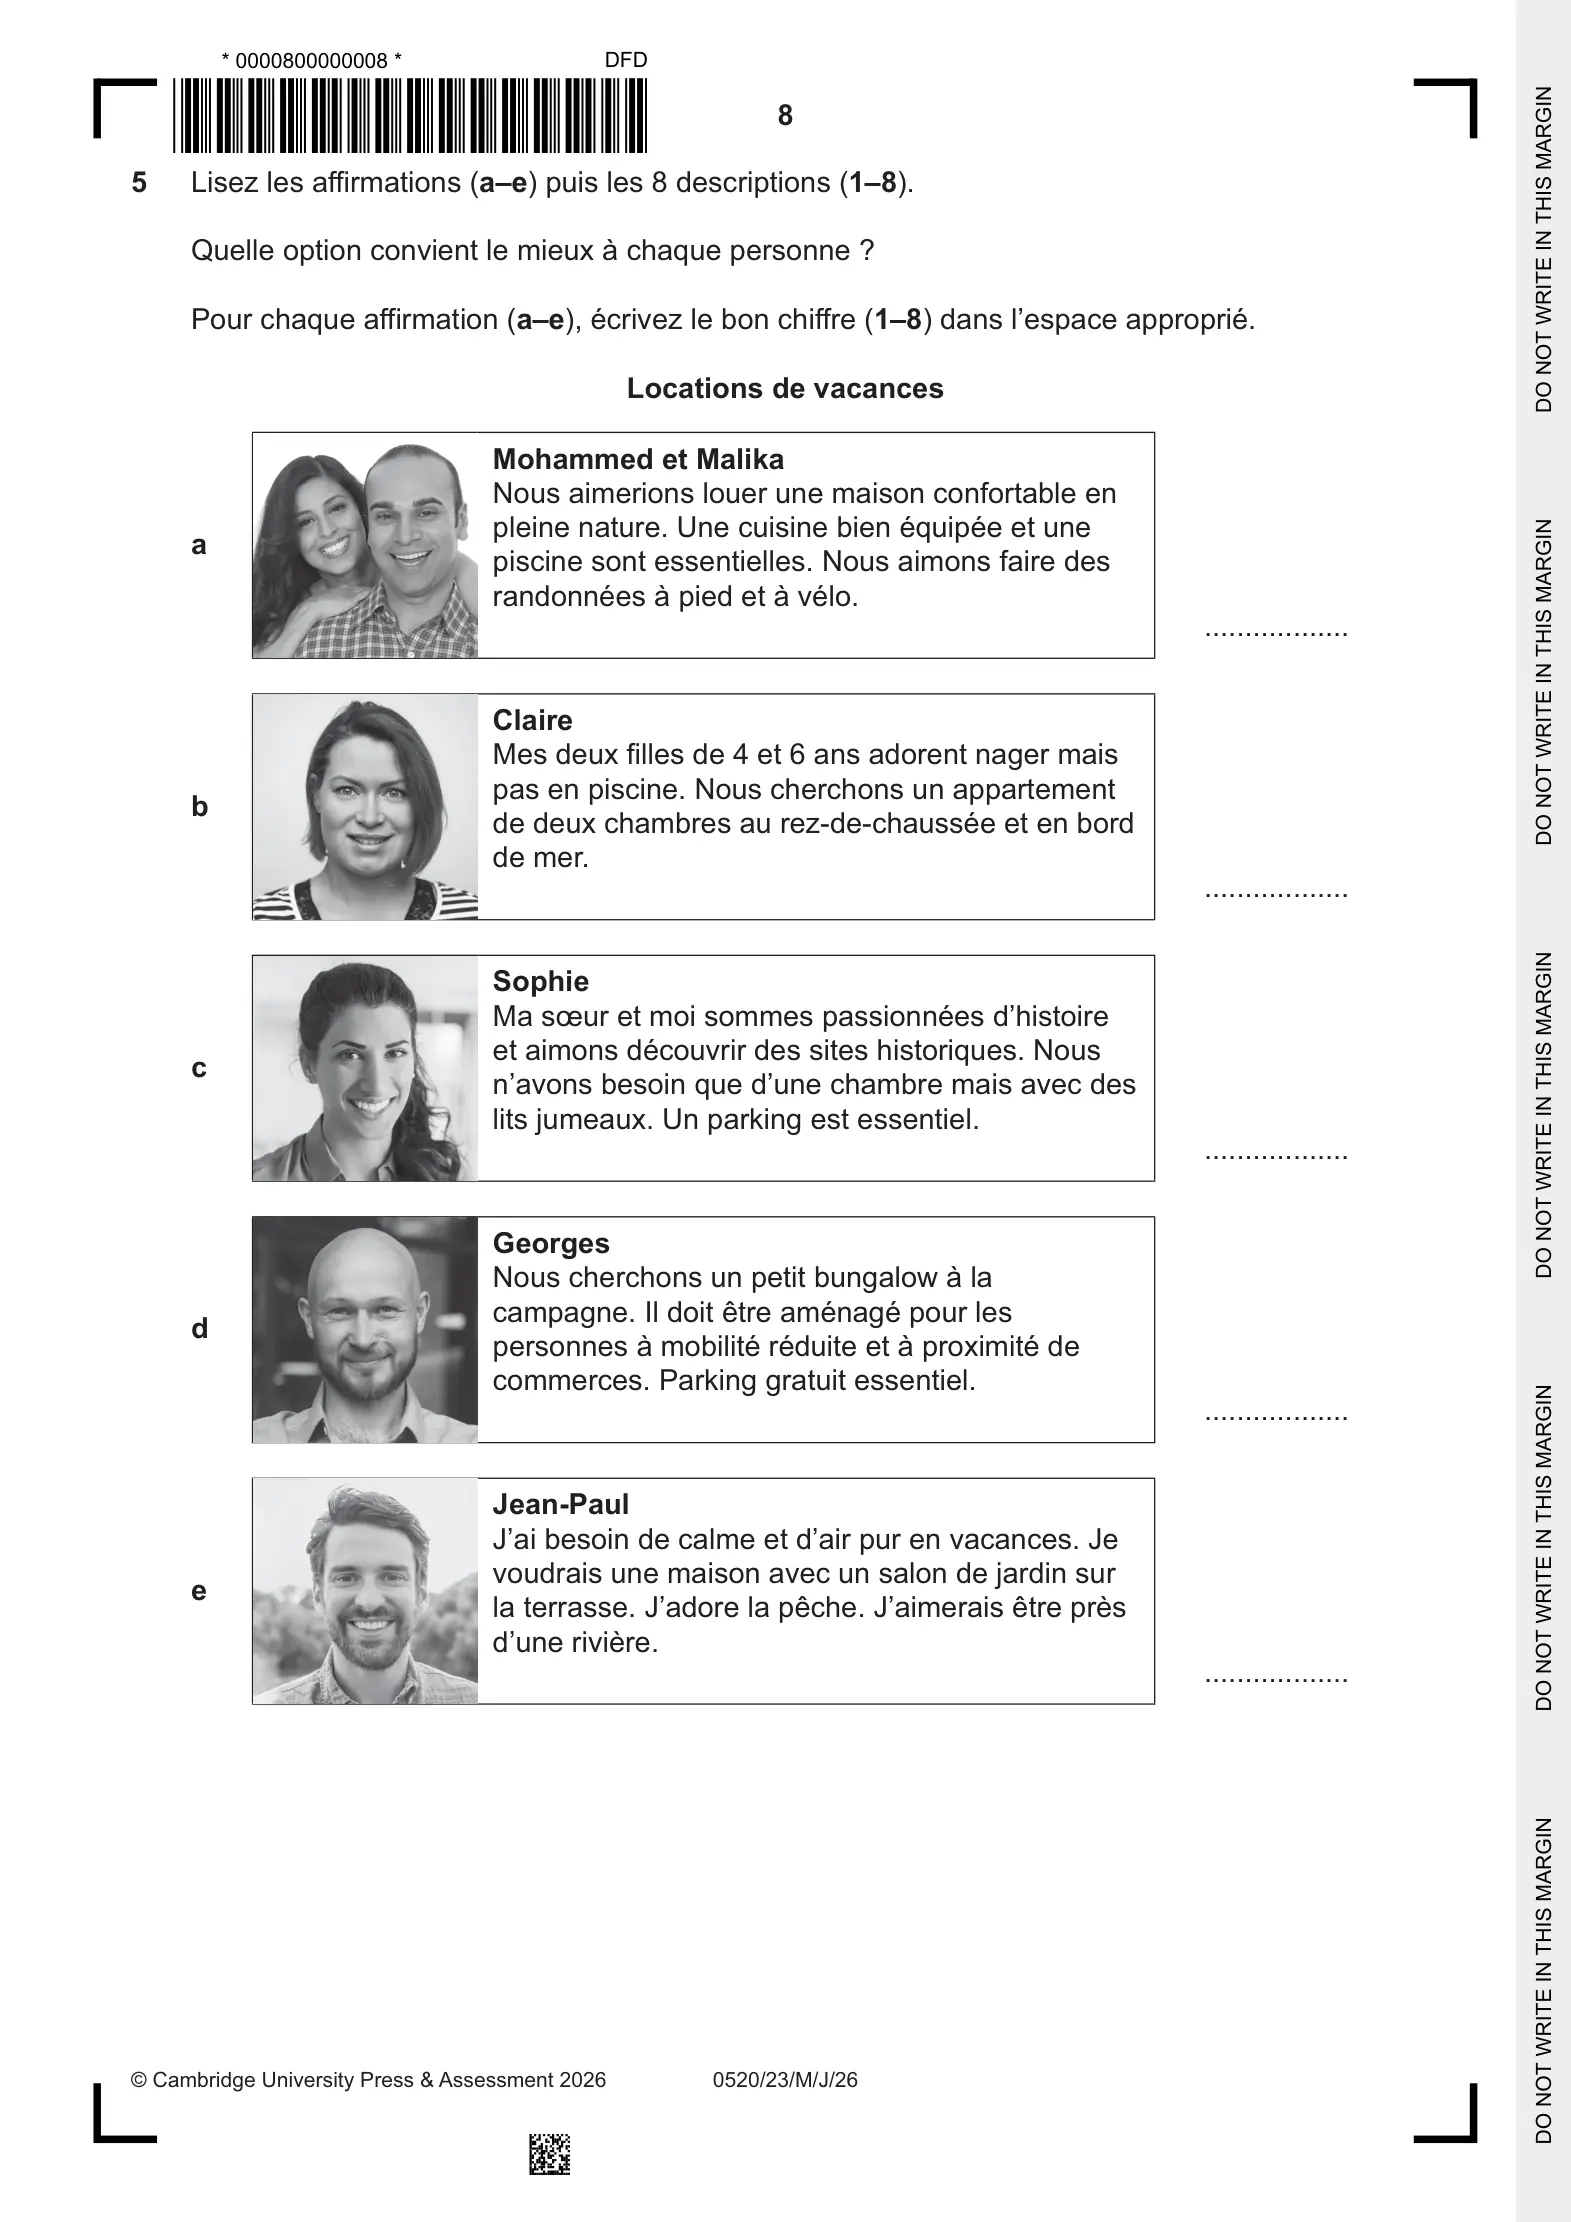 * 0000800000008 *
DFD
8
5 Lisez les affirmations (a–e) puis les 8 descriptions (1–8).
Quelle option convient le mieux à chaque personne ?
Pour chaque affirmation (a–e), écrivez le bon chiffre (1–8) dans l’espace approprié.
Locations de vacances
a
Mohammed et Malika
Nous aimerions louer une maison confortable en
pleine nature. Une cuisine bien équipée et une
piscine sont essentielles. Nous aimons faire des
randonnées à pied et à vélo.
..................
b
Claire
Mes deux filles de 4 et 6 ans adorent nager mais
pas en piscine. Nous cherchons un appartement
de deux chambres au rez-de-chaussée et en bord
de mer.
..................
c
Sophie
Ma sœur et moi sommes passionnées d’histoire
et aimons découvrir des sites historiques. Nous
n’avons besoin que d’une chambre mais avec des
lits jumeaux. Un parking est essentiel.
..................
d
Georges
Nous cherchons un petit bungalow à la
campagne. Il doit être aménagé pour les
personnes à mobilité réduite et à proximité de
commerces. Parking gratuit essentiel.
..................
e
Jean-Paul
J’ai besoin de calme et d’air pur en vacances. Je
voudrais une maison avec un salon de jardin sur
la terrasse. J’adore la pêche. J’aimerais être près
d’une rivière.
..................
© Cambridge University Press & Assessment 2026
0520/23/M/J/26
DO NOT WRITE IN THIS MARGIN
DO NOT WRITE IN THIS MARGIN
DO NOT WRITE IN THIS MARGIN
DO NOT WRITE IN THIS MARGIN
DO NOT WRITE IN THIS MARGIN